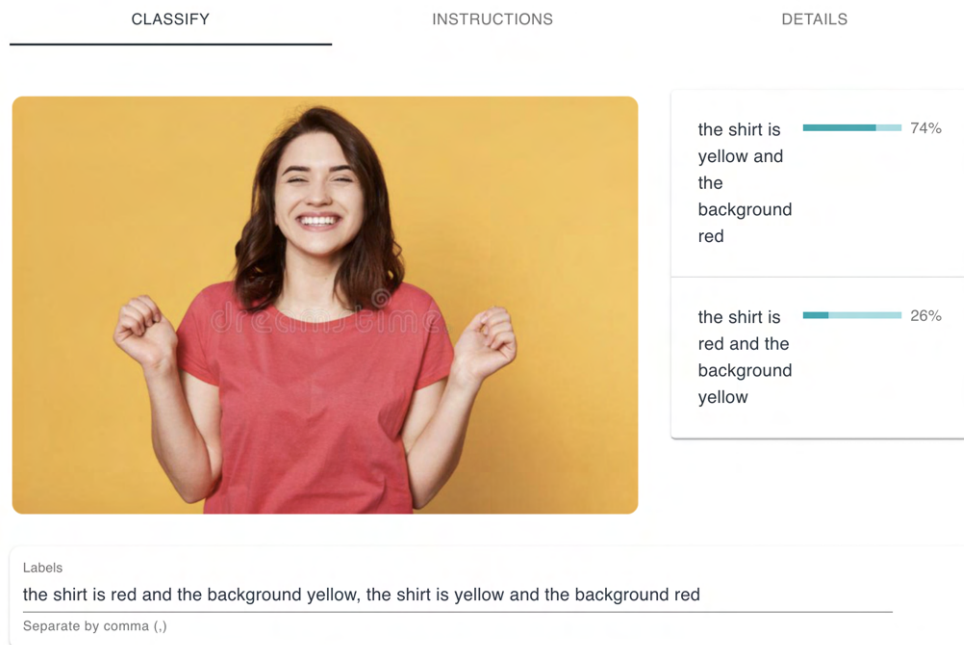 CLASSIFY INSTRUCTIONS DETAILS
the shirt is
yellow and
the
background
red
74%
the shirt is
red and the
background
yellow
26%
dreamstime
Labels
the shirt is red and the background yellow, the shirt is yellow and the background red
Separate by comma (,)